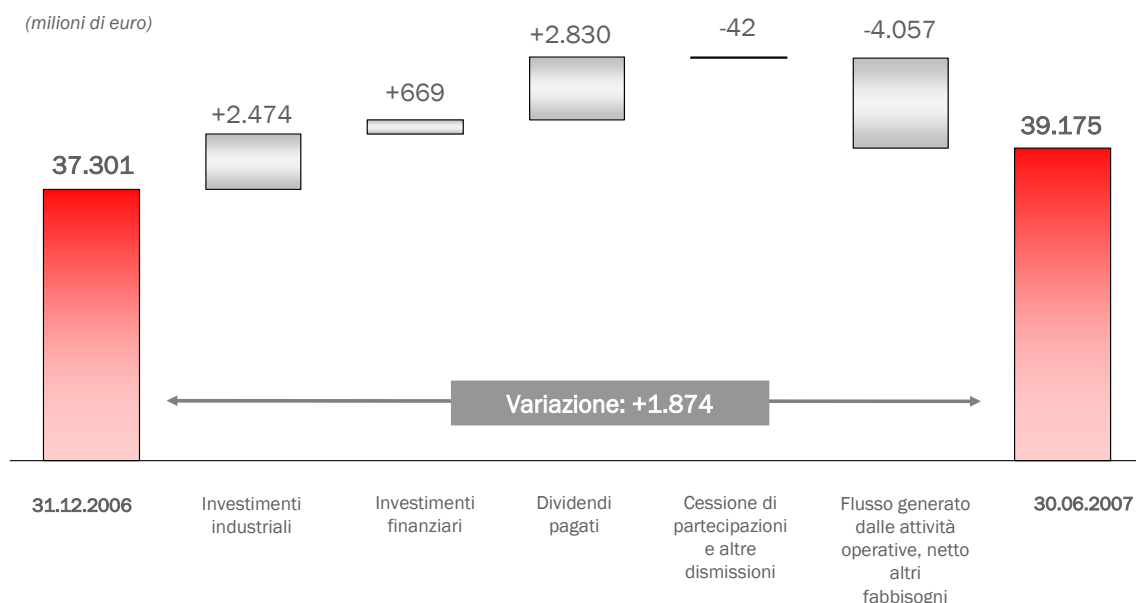 (milioni di euro)
+2.830
-42
-4.057
+669
+2.474
39.175
37.301
Variazione: +1.874
31.12.2006
Investimenti
industriali
Investimenti
finanziari
Dividendi
pagati
Cessione di
partecipazioni
e altre
dismissioni
Flusso generato
dalle attività
operative, netto
altri
fabbisogni
30.06.2007